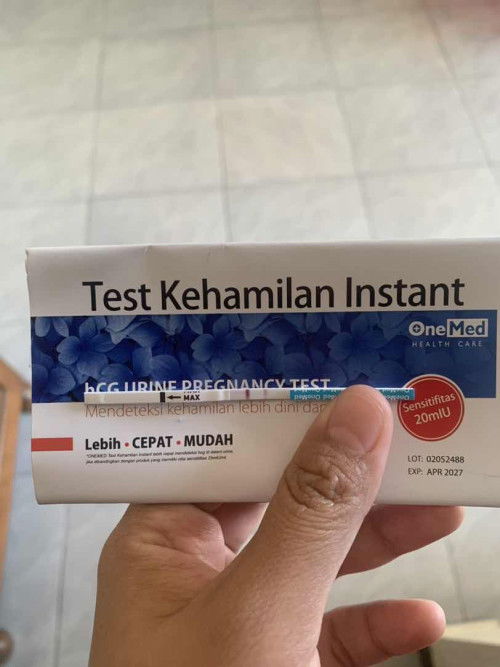 Test Kehamilan Instant
OneMed
HEALTH CARE
hCG URINE PREGNANCY TEST
MAX
OneMed
Mendeteksi kehamilan lebih dini dan
Sensitifitas
20mIU
Lebih • CEPAT • MUDAH
LOT: 02052488
EXP: APR 2027